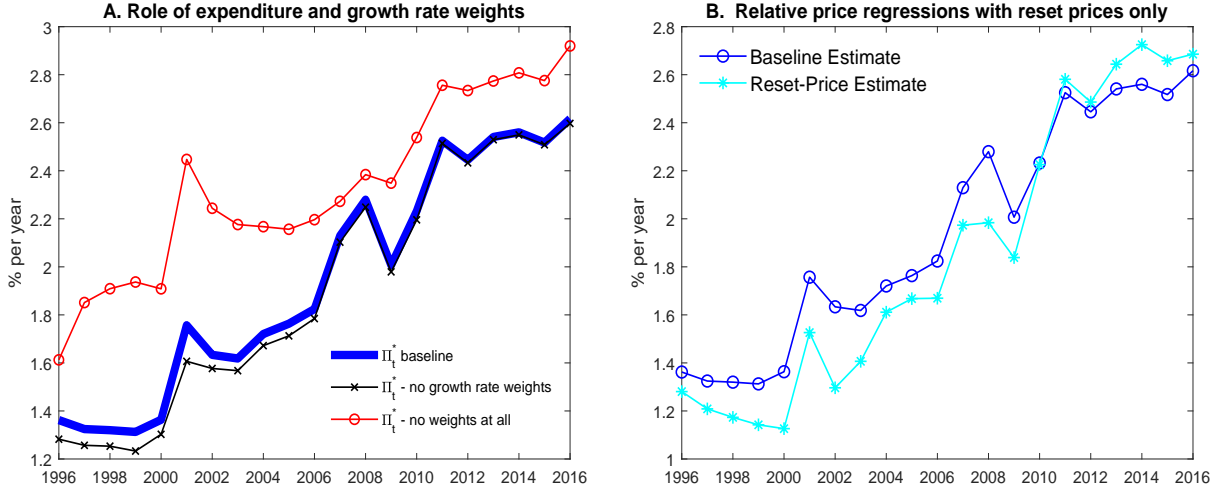 A. Role of expenditure and growth rate weights
% per year
3
2.8
2.6
2.4
2.2
2
1.8
1.6
1.4
1.2
Π*t baseline
Π*t - no growth rate weights
Π*t - no weights at all
1996 1998 2000 2002 2004 2006 2008 2010 2012 2014 2016
B. Relative price regressions with reset prices only
% per year
3
2.8
2.6
2.4
2.2
2
1.8
1.6
1.4
1.2
1
Baseline Estimate
Reset-Price Estimate
1996 1998 2000 2002 2004 2006 2008 2010 2012 2014 2016